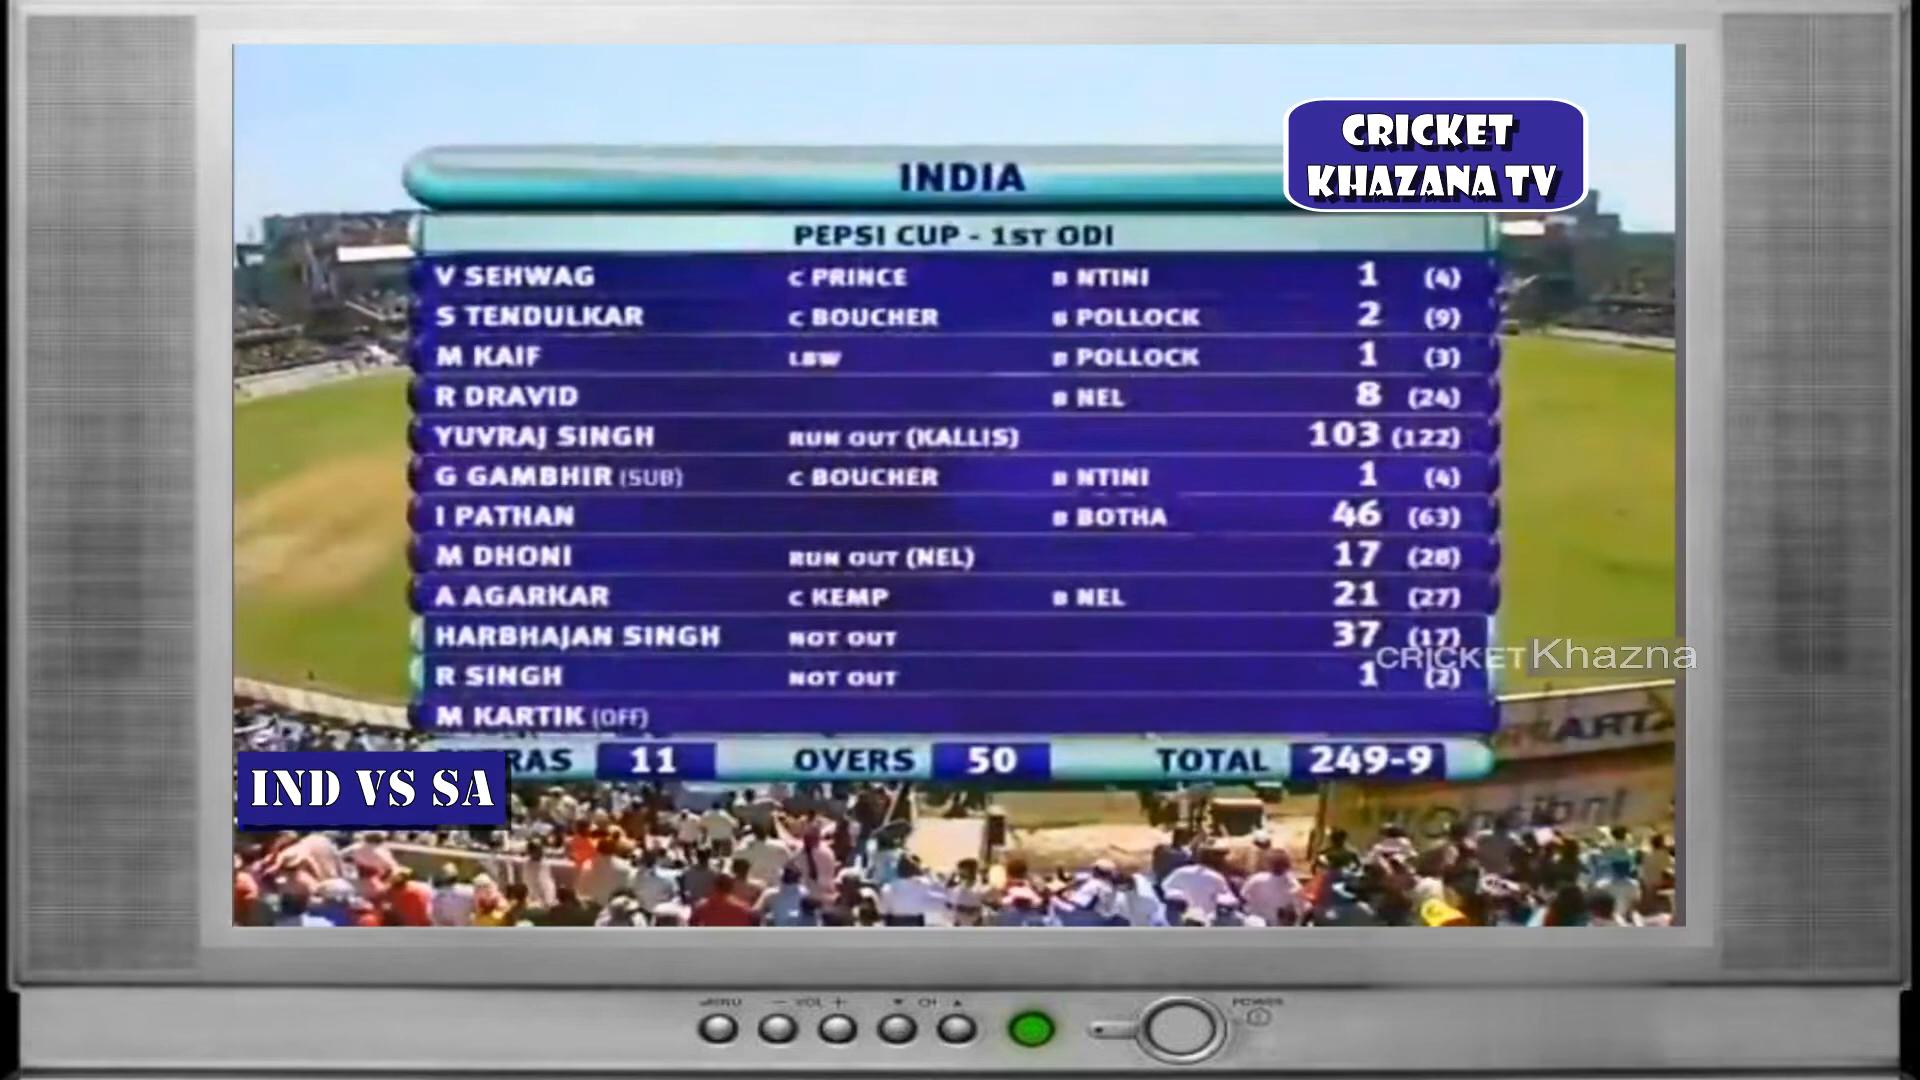 CRICKET
KHAZANA TV
INDIA
PEPSI CUP - 1ST ODI
V SEHWAG C PRINCE B NTINI 1 (4)
S TENDULKAR C BOUCHER B POLLOCK 2 (9)
M KAIF LBW B POLLOCK 1 (3)
R DRAVID B NEL 8 (24)
YUVRAJ SINGH RUN OUT (KALLIS) 103 (122)
G GAMBHIR (SUB) C BOUCHER B NTINI 1 (4)
I PATHAN B BOTHA 46 (63)
M DHONI RUN OUT (NEL) 17 (28)
A AGARKAR C KEMP B NEL 21 (27)
HARBHAJAN SINGH NOT OUT 37 (17)
CRICKET Khazna
R SINGH NOT OUT 1 (2)
M KARTIK (OFF)
RAS 11 OVERS 50 TOTAL 249-9
IND VS SA
MENU - VOL + ▼ CH ▲ POWER